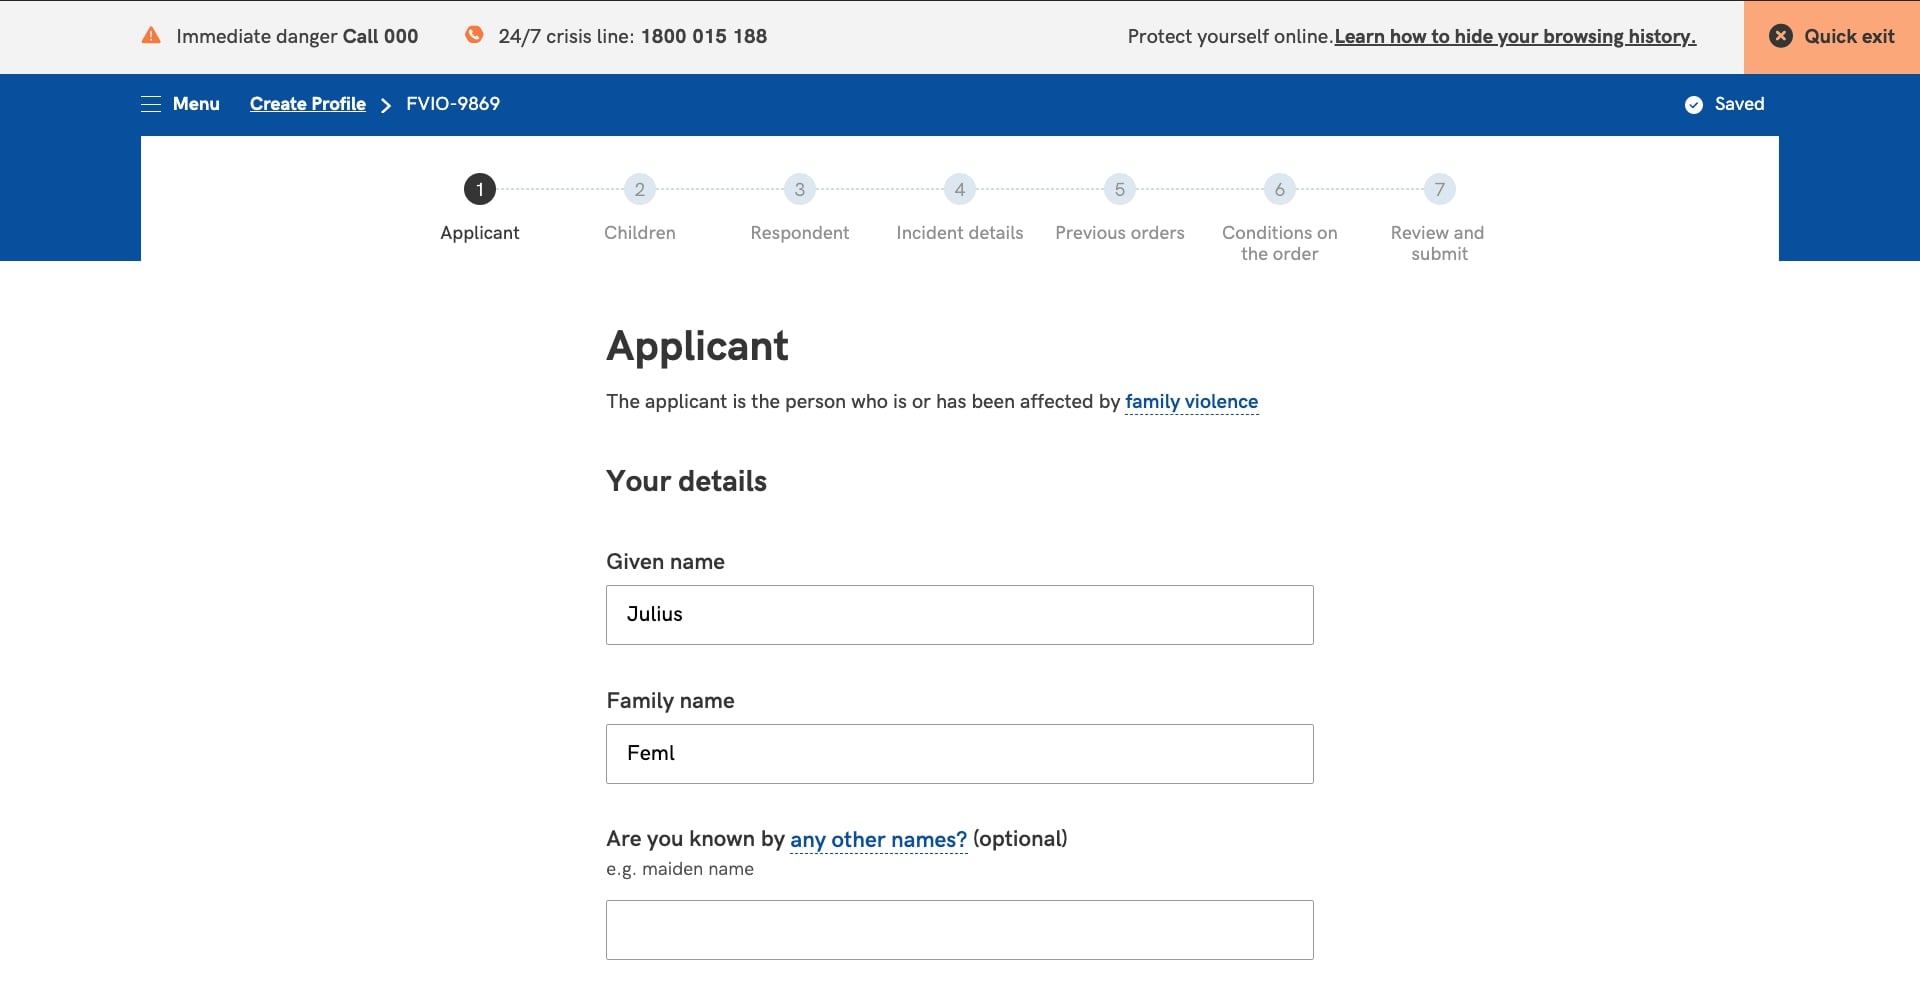 Immediate danger Call 000
24/7 crisis line: 1800 015 188
Protect yourself online.Learn how to hide your browsing history.
Quick exit
Menu
Create Profile
FVIO-9869
Saved
1
2
3
4
5
6
7
Applicant
Children
Respondent
Incident details
Previous orders
Conditions on
the order
Review and
submit
Applicant
The applicant is the person who is or has been affected by family violence
Your details
Given name
Julius
Family name
Feml
Are you known by any other names? (optional)
e.g. maiden name